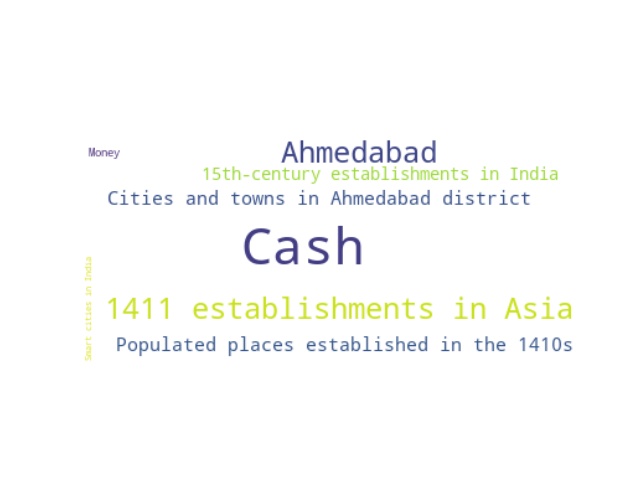 Money
Ahmedabad
15th-century establishments in India
Cities and towns in Ahmedabad district
Cash
Smart cities in India
1411 establishments in Asia
Populated places established in the 1410s